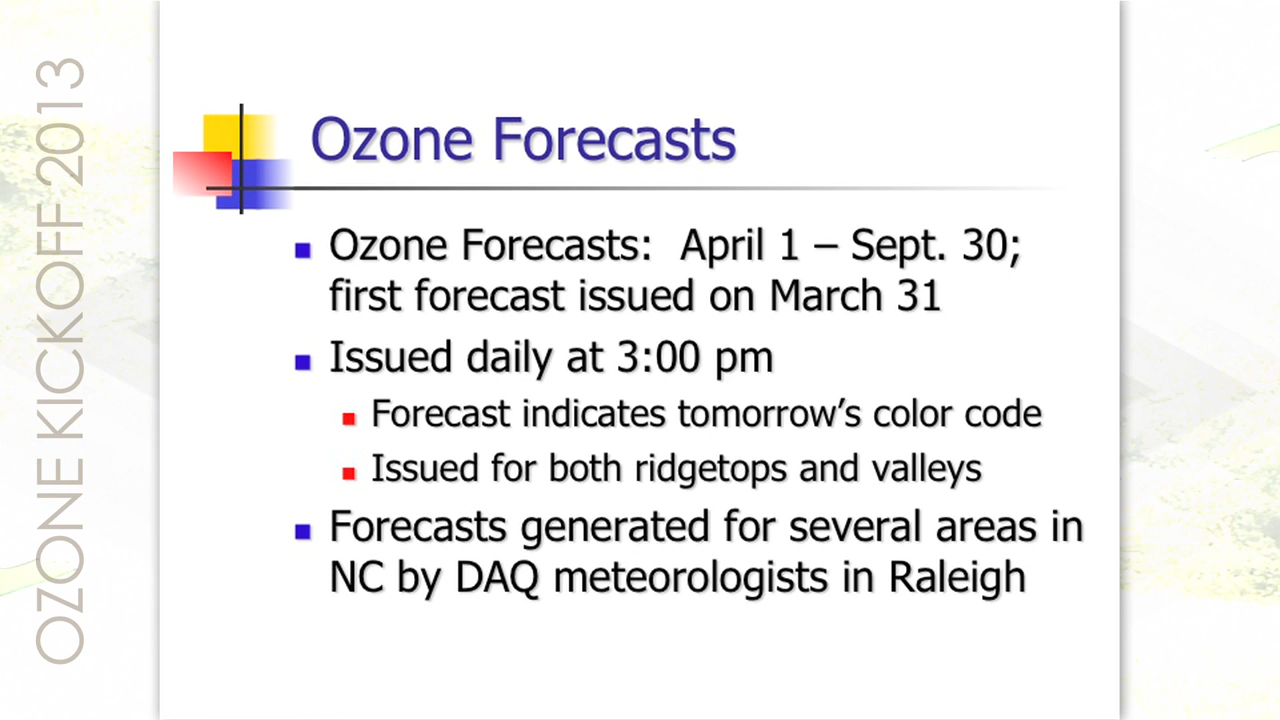 OZONE KICKOFF 2013
Ozone Forecasts
Ozone Forecasts:  April 1 – Sept. 30;
first forecast issued on March 31
Issued daily at 3:00 pm
Forecast indicates tomorrow’s color code
Issued for both ridgetops and valleys
Forecasts generated for several areas in
NC by DAQ meteorologists in Raleigh